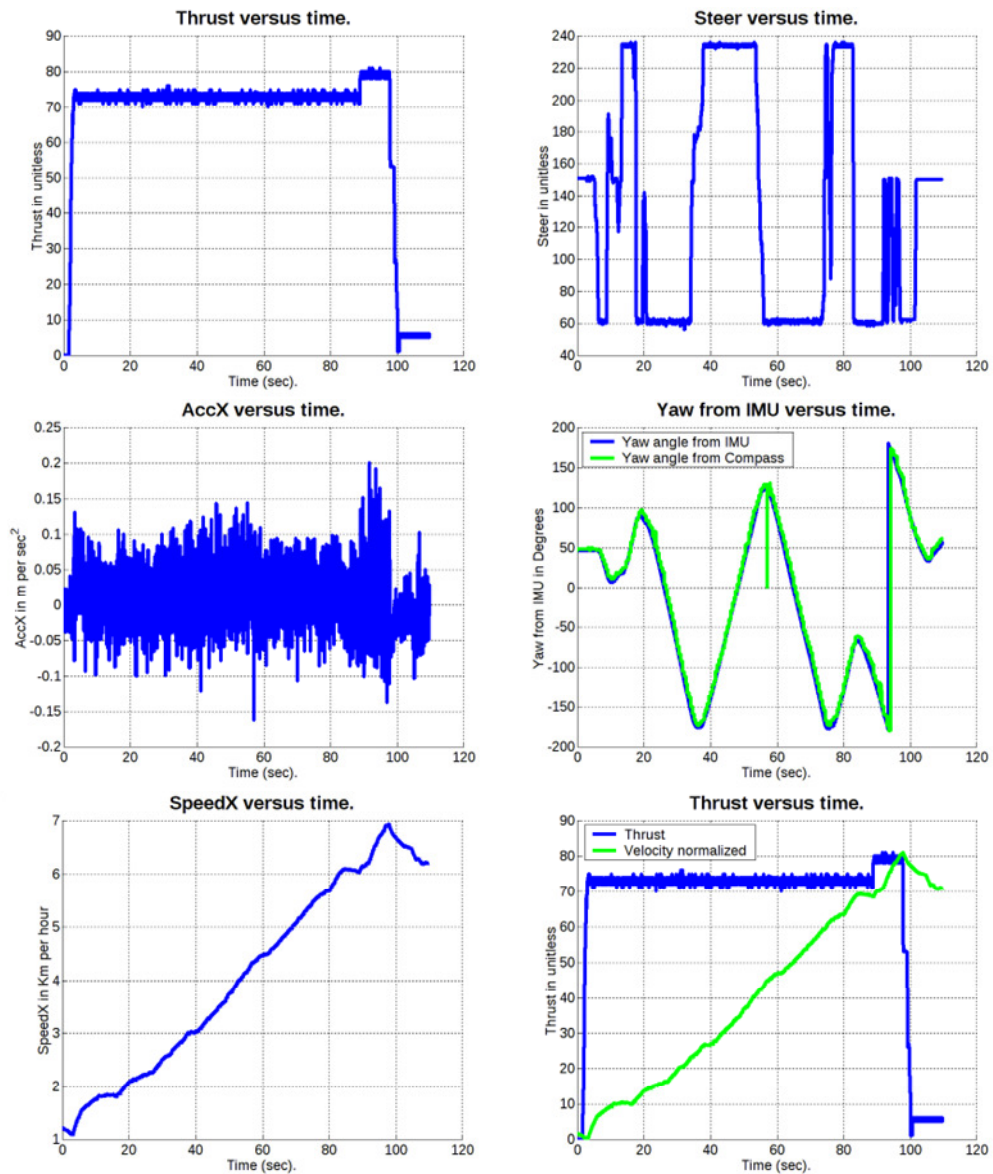 Thrust versus time.
90
80
70
60
50
40
30
20
10
0
Thrust in unitless
0 20 40 60 80 100 120
Time (sec).
Steer versus time.
240
220
200
180
160
140
120
100
80
60
40
Steer in unitless
0 20 40 60 80 100 120
Time (sec).
AccX versus time.
0.25
0.2
0.15
0.1
0.05
0
-0.05
-0.1
-0.15
-0.2
AccX in m per sec²
0 20 40 60 80 100 120
Time (sec).
Yaw from IMU versus time.
Yaw angle from IMU
Yaw angle from Compass
200
150
100
50
0
-50
-100
-150
-200
Yaw from IMU in Degrees
0 20 40 60 80 100 120
Time (sec).
SpeedX versus time.
7
6
5
4
3
2
1
SpeedX in Km per hour
0 20 40 60 80 100 120
Time (sec).
Thrust versus time.
Thrust
Velocity normalized
90
80
70
60
50
40
30
20
10
0
Thrust in unitless
0 20 40 60 80 100 120
Time (sec).